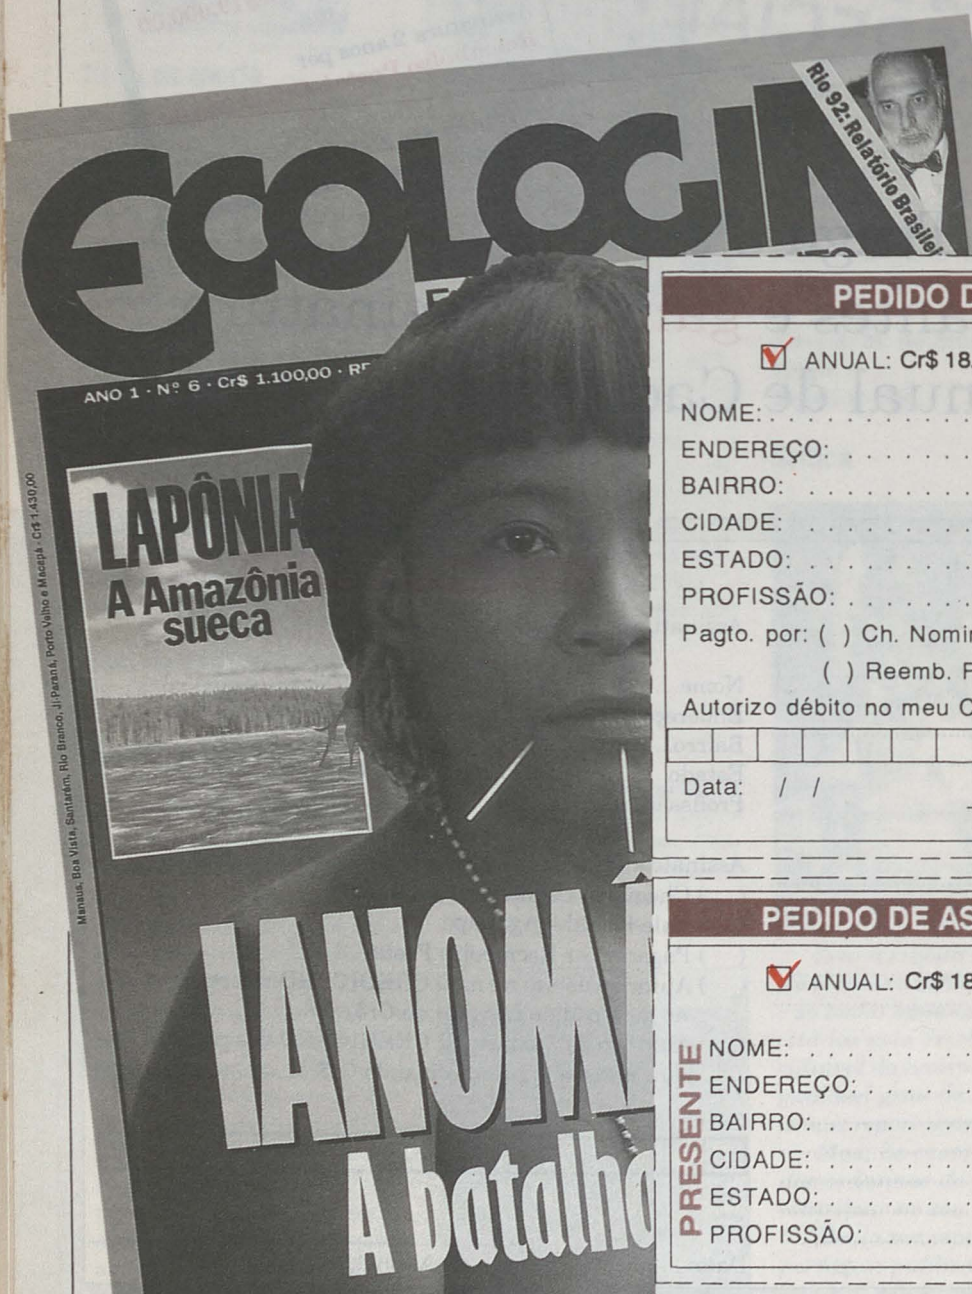 ECOLOGIA
Rio 92: Relatório Brasilei
ANO 1 · Nº 6 · Cr$ 1.100,00 ·
Manaus, Boa Vista, Santarém, Rio Branco, Ji-Paraná, Porto Velho e Macapá - Cr$ 1.430,00
LAPÔNIA
A Amazônia
sueca
IANOM
A batalha
PEDIDO D
ANUAL: Cr$ 18.
NOME:
ENDEREÇO:
BAIRRO:
CIDADE:
ESTADO:
PROFISSÃO:
Pagto. por: ( ) Ch. Nomin
( ) Reemb. P
Autorizo débito no meu C
Data: / /
PEDIDO DE AS
ANUAL: Cr$ 18
PRESENTE
NOME:
ENDEREÇO:
BAIRRO:
CIDADE:
ESTADO:
PROFISSÃO: